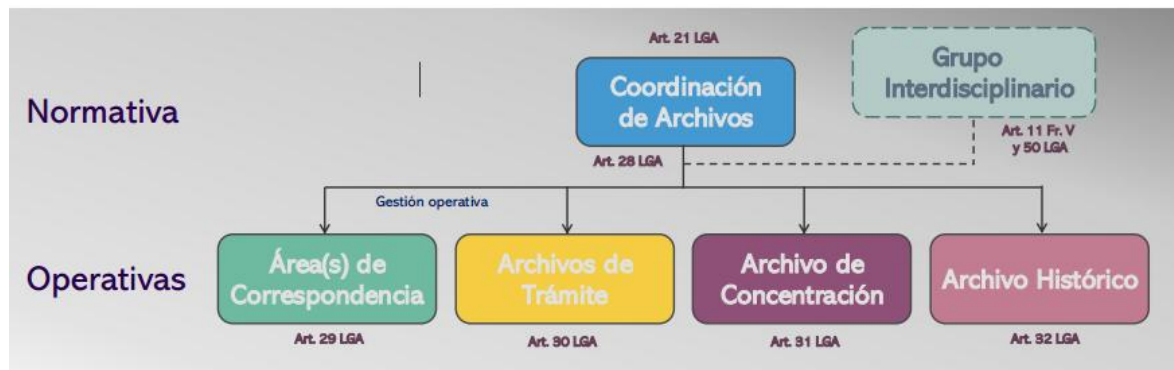 Art. 21 LGA
Normativa
Coordinación
de Archivos
Grupo
Interdisciplinario
Art. 28 LGA
Art. 11 Fr. V
y 50 LGA
Gestión operativa
Operativas
Área(s) de
Correspondencia
Archivos de
Trámite
Archivo de
Concentración
Archivo Histórico
Art. 29 LGA
Art. 30 LGA
Art. 31 LGA
Art. 32 LGA